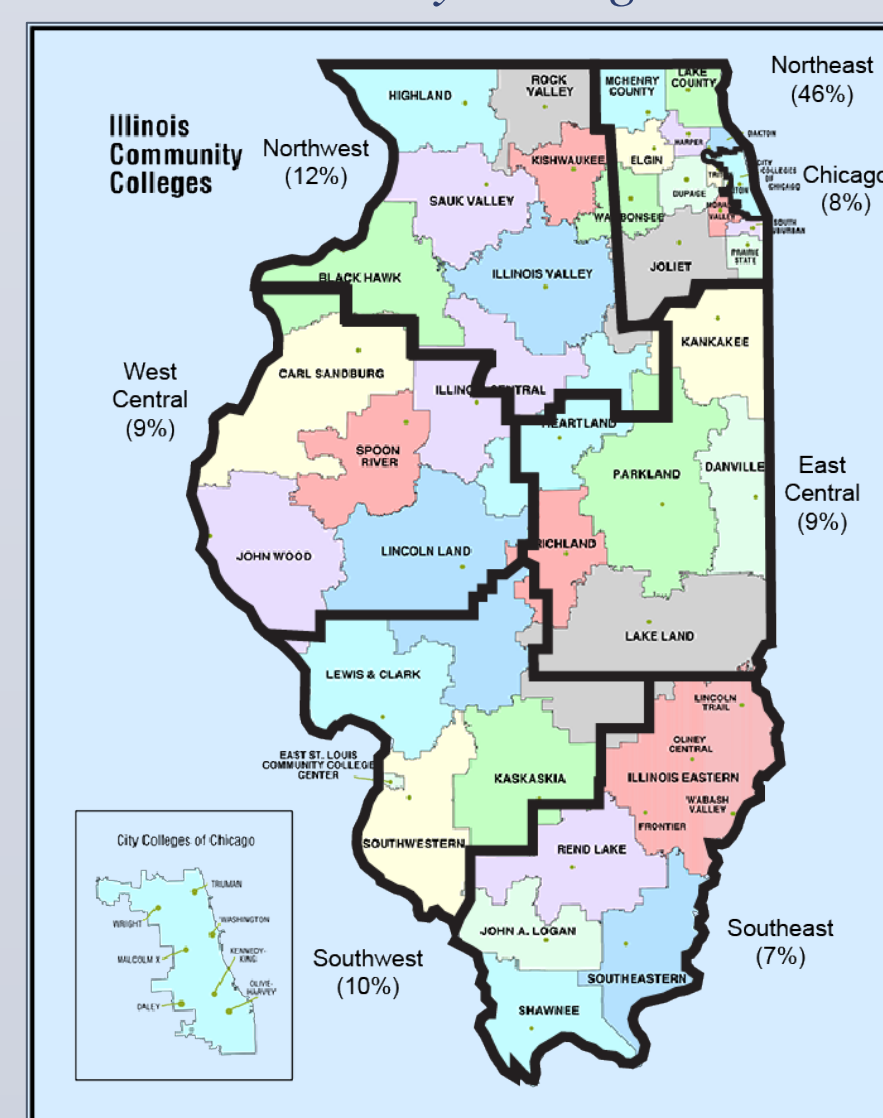 Illinois
Community
Colleges
Northwest
(12%)
Northeast
(46%)
Chicago
(8%)
West
Central
(9%)
East
Central
(9%)
Southwest
(10%)
Southeast
(7%)
HIGHLAND
ROCK
VALLEY
MCHENRY
COUNTY
LAKE
COUNTY
KISHWAUKEE
ELGIN
HARPER
OAKTON
CITY
COLLEGES
OF
CHICAGO
DUPAGE
SAUK VALLEY
WAUBONSEE
MORAINE
VALLEY
SOUTH
SUBURBAN
PRAIRIE
STATE
JOLIET
BLACK HAWK
ILLINOIS VALLEY
KANKAKEE
CARL SANDBURG
ILLINOIS CENTRAL
HEARTLAND
SPOON
RIVER
PARKLAND
DANVILLE
JOHN WOOD
LINCOLN LAND
RICHLAND
LAKE LAND
LEWIS & CLARK
LINCOLN
TRAIL
OLNEY
CENTRAL
ILLINOIS EASTERN
WABASH
VALLEY
FRONTIER
EAST ST. LOUIS
COMMUNITY COLLEGE
CENTER
KASKASKIA
SOUTHWESTERN
REND LAKE
JOHN A. LOGAN
SOUTHEASTERN
SHAWNEE
City Colleges of Chicago
TRUMAN
WRIGHT
WASHINGTON
MALCOLM X
KENNEDY-
KING
OLIVE-
HARVEY
DALEY